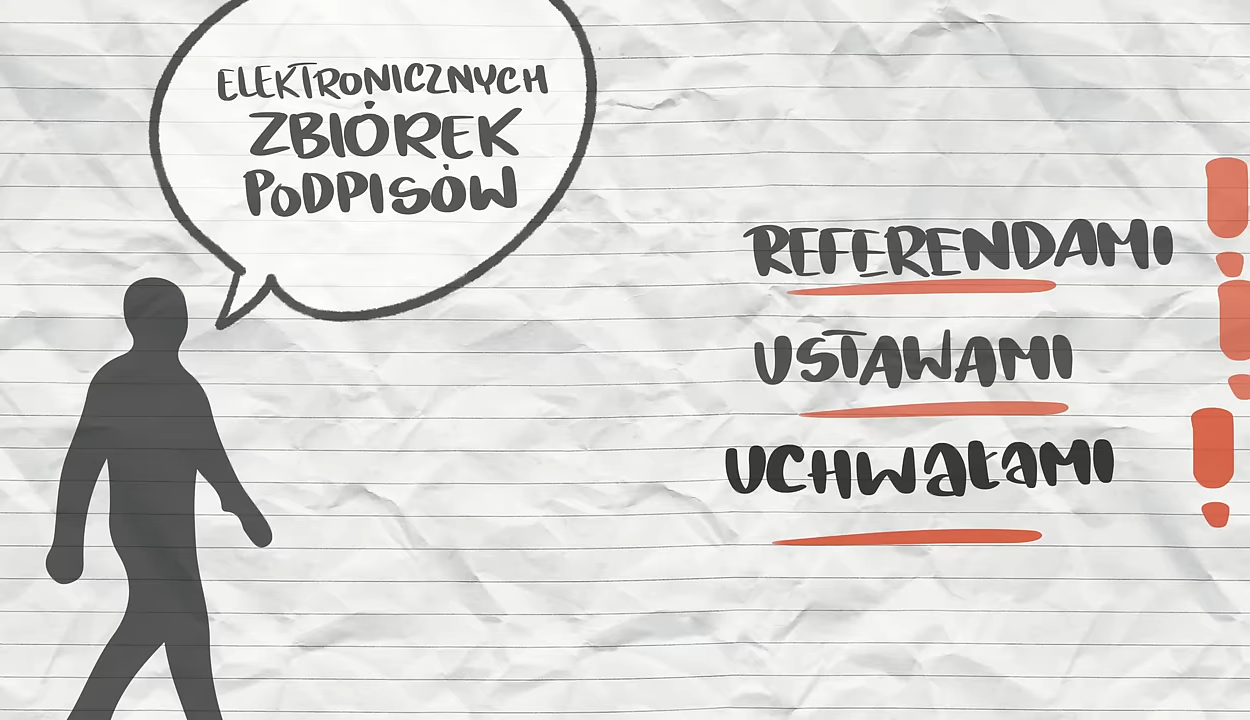 ELEKTRONICZNYCH
ZBIÓREK
PODPISÓW
REFERENDAMI
USTAWAMI
UCHWAŁAMI